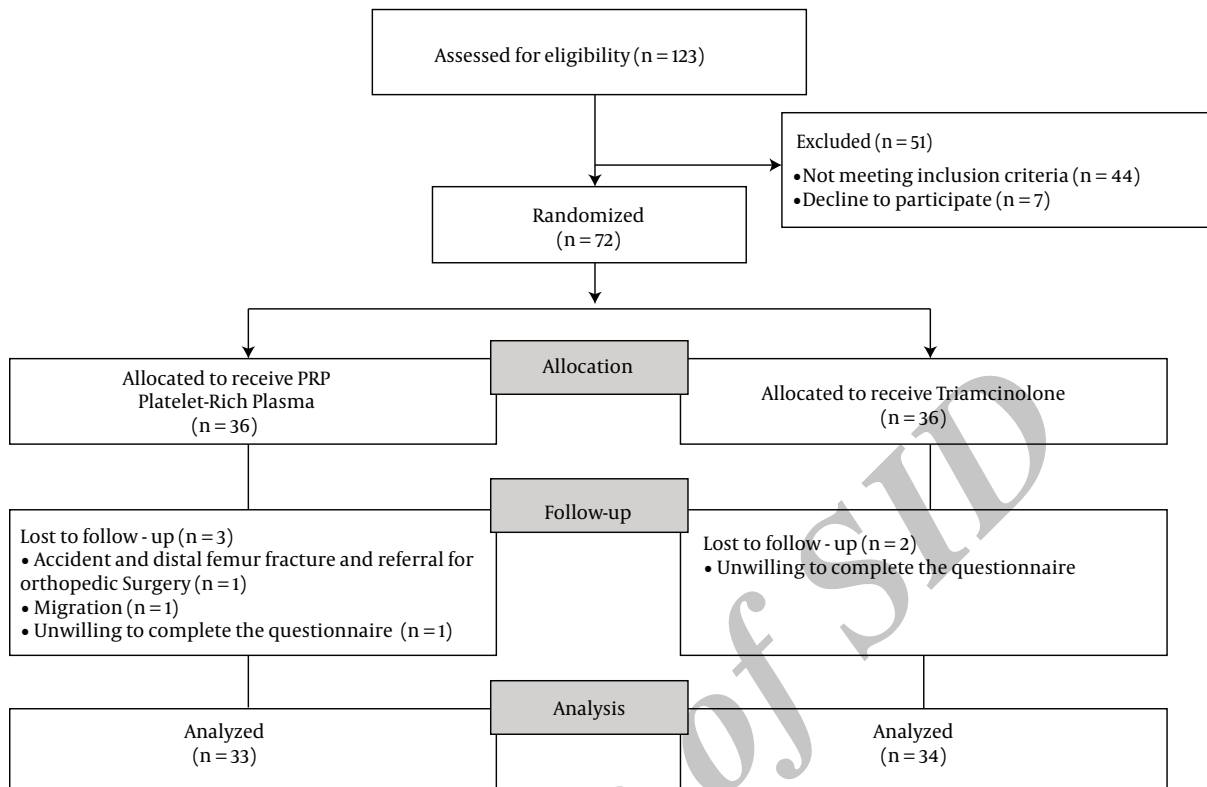 Assessed for eligibility (n = 123)
Excluded (n = 51)
•Not meeting inclusion criteria (n = 44)
•Decline to participate (n = 7)
Randomized
(n = 72)
Allocation
Allocated to receive PRP
Platelet-Rich Plasma
(n = 36)
Allocated to receive Triamcinolone
(n = 36)
Follow-up
Lost to follow - up (n = 3)
• Accident and distal femur fracture and referral for
orthopedic Surgery (n = 1)
• Migration (n = 1)
• Unwilling to complete the questionnaire (n = 1)
Lost to follow - up (n = 2)
• Unwilling to complete the questionnaire
Analysis
Analyzed
(n = 33)
Analyzed
(n = 34)
of SID